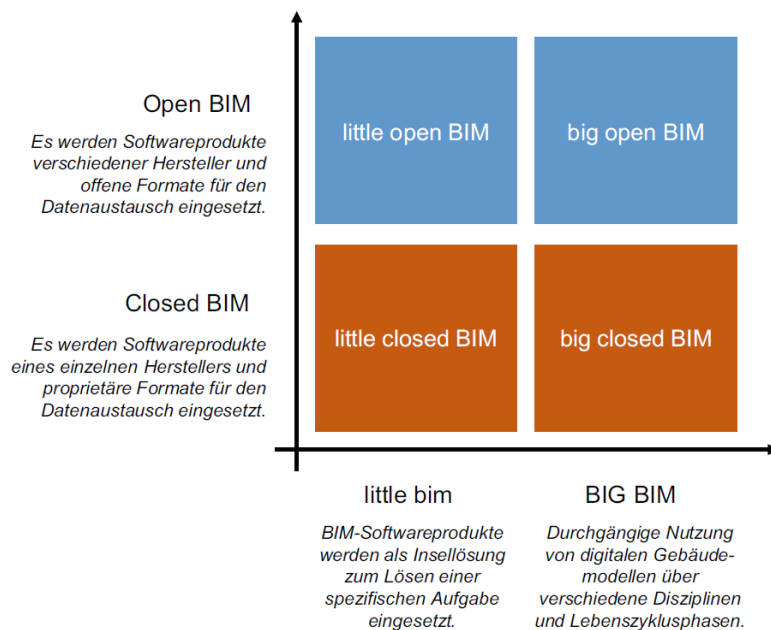 Open BIM
Es werden Softwareprodukte
verschiedener Hersteller und
offene Formate für den
Datenaustausch eingesetzt.
little open BIM
big open BIM
Closed BIM
Es werden Softwareprodukte
eines einzelnen Herstellers und
proprietäre Formate für den
Datenaustausch eingesetzt.
little closed BIM
big closed BIM
little bim
BIM-Softwareprodukte
werden als Insellösung
zum Lösen einer
spezifischen Aufgabe
eingesetzt.
BIG BIM
Durchgängige Nutzung
von digitalen Gebäude-
modellen über
verschiedene Disziplinen
und Lebenszyklusphasen.